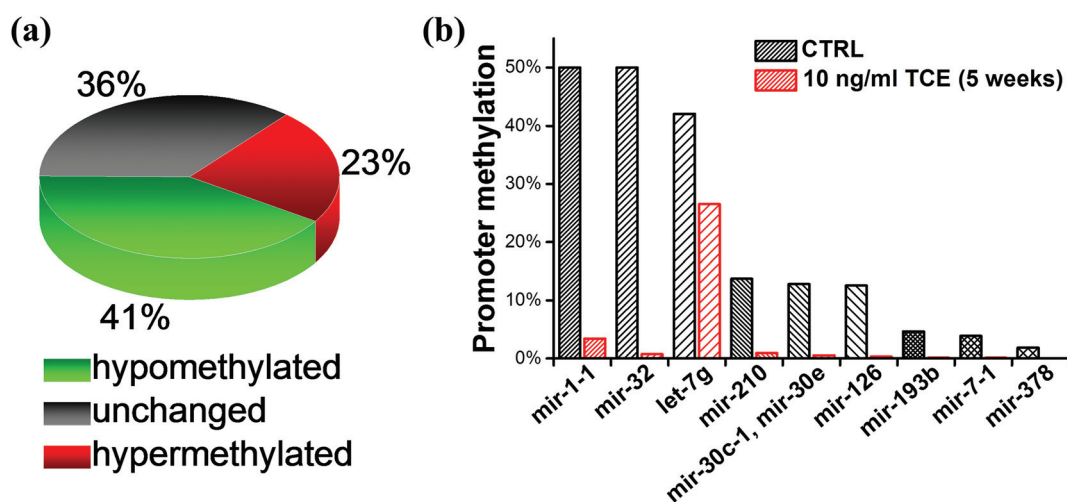 (a)
36%
23%
41%
hypomethylated
unchanged
hypermethylated
(b)
Promoter methylation
50%
40%
30%
20%
10%
0%
CTRL
10 ng/ml TCE (5 weeks)
mir-1-1
mir-32
let-7g
mir-210
mir-30c-1, mir-30e
mir-126
mir-193b
mir-7-1
mir-378